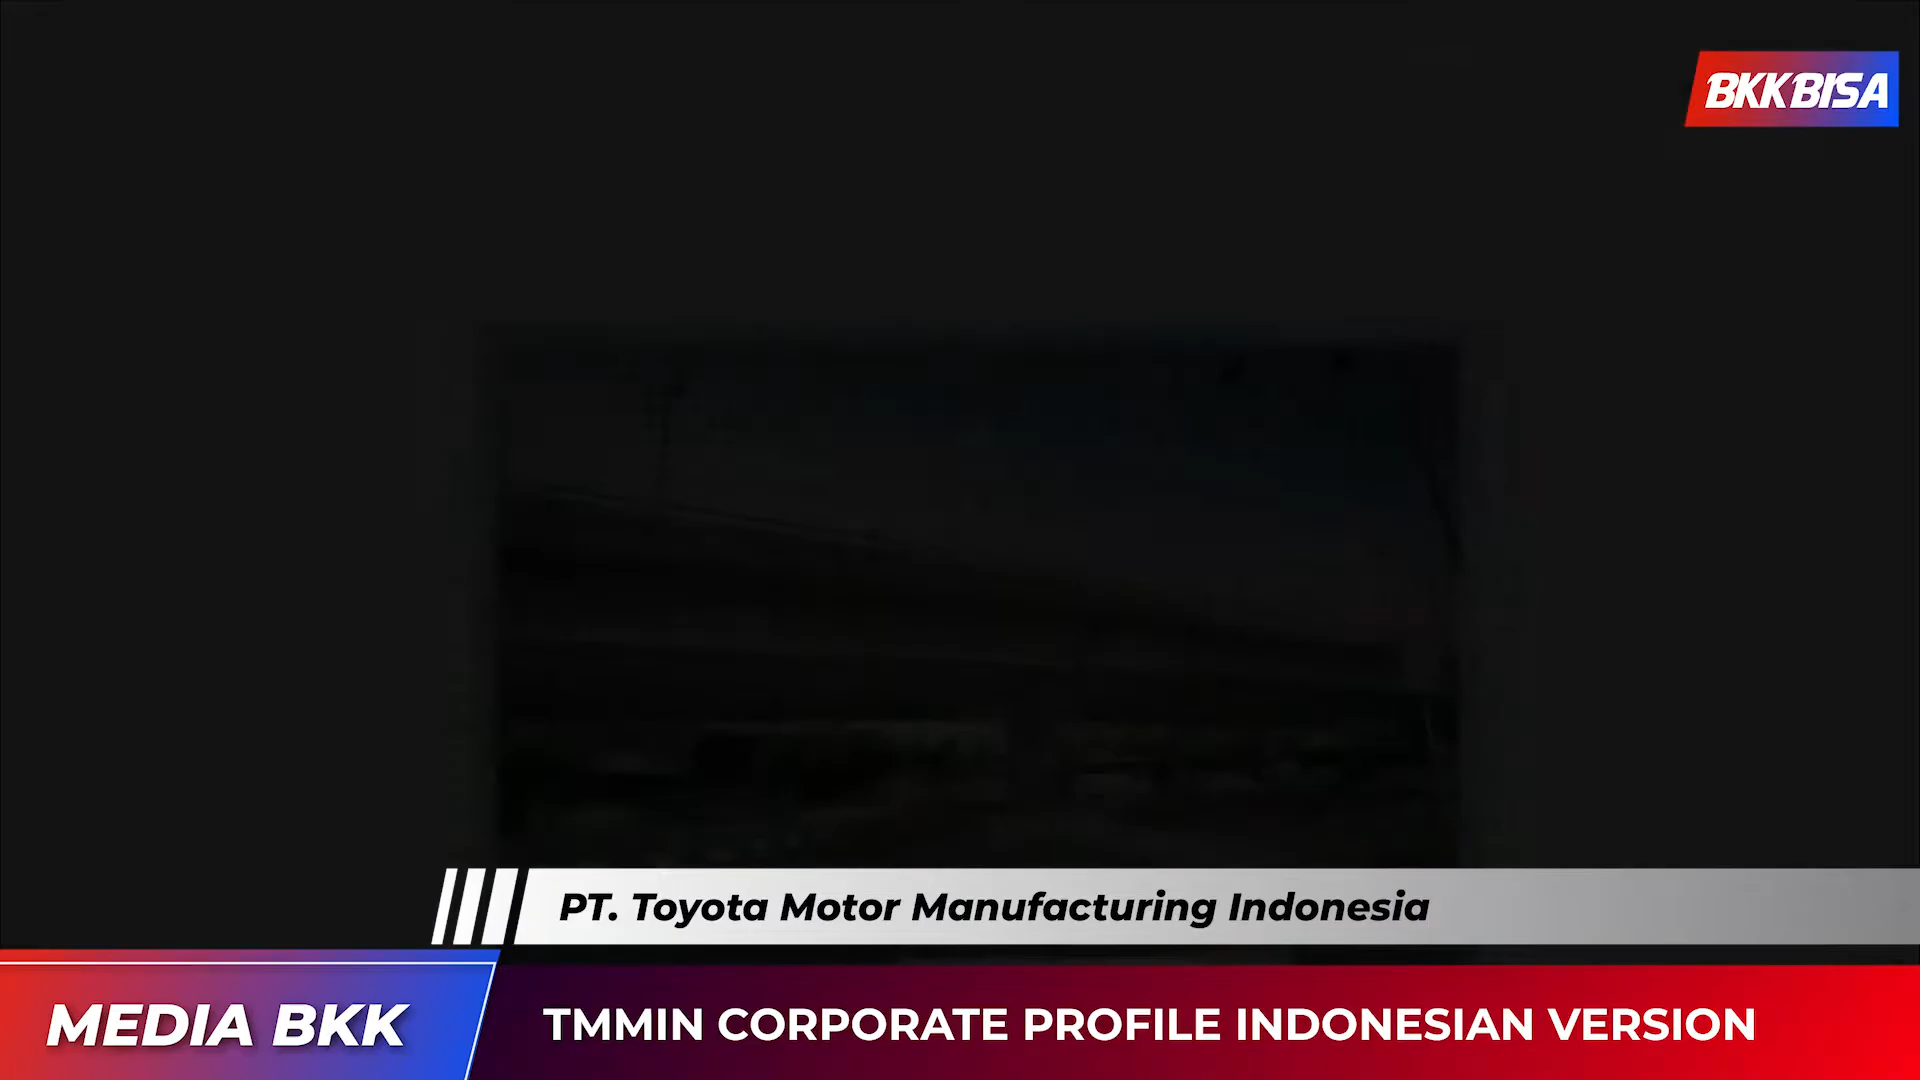 BKKBISA
PT. Toyota Motor Manufacturing Indonesia
MEDIA BKK
TMMIN CORPORATE PROFILE INDONESIAN VERSION